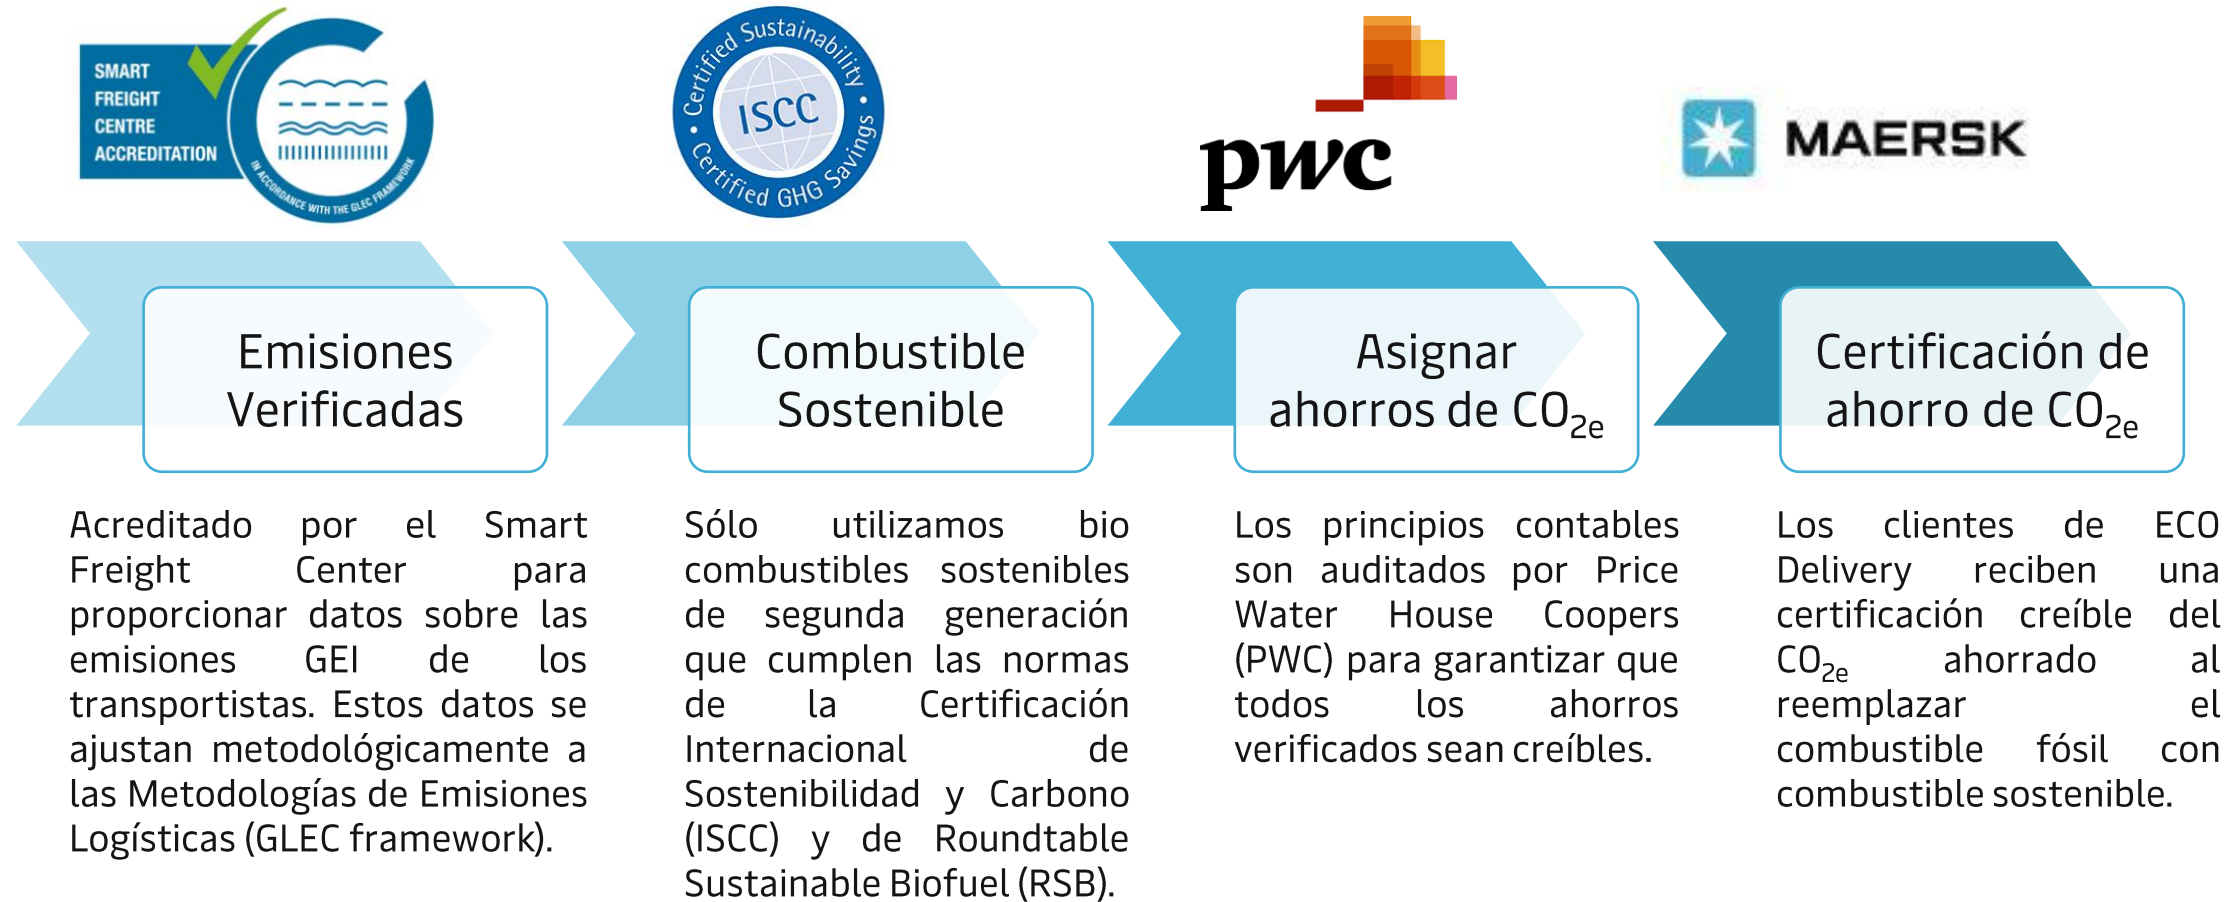 SMART
FREIGHT
CENTRE
ACCREDITATION
IN ACCORDANCE WITH THE GLEC FRAMEWORK
• Certified Sustainability •
ISCC
Certified GHG Savings
pwc
MAERSK
Emisiones
Verificadas
Combustible
Sostenible
Asignar
ahorros de CO2e
Certificación de
ahorro de CO2e
Acreditado por el Smart
Freight Center para
proporcionar datos sobre las
emisiones GEI de los
transportistas. Estos datos se
ajustan metodológicamente a
las Metodologías de Emisiones
Logísticas (GLEC framework).
Sólo utilizamos bio
combustibles sostenibles
de segunda generación
que cumplen las normas
de la Certificación
Internacional de
Sostenibilidad y Carbono
(ISCC) y de Roundtable
Sustainable Biofuel (RSB).
Los principios contables
son auditados por Price
Water House Coopers
(PWC) para garantizar que
todos los ahorros
verificados sean creíbles.
Los clientes de ECO
Delivery reciben una
certificación creíble del
CO2e ahorrado al
reemplazar el
combustible fósil con
combustible sostenible.